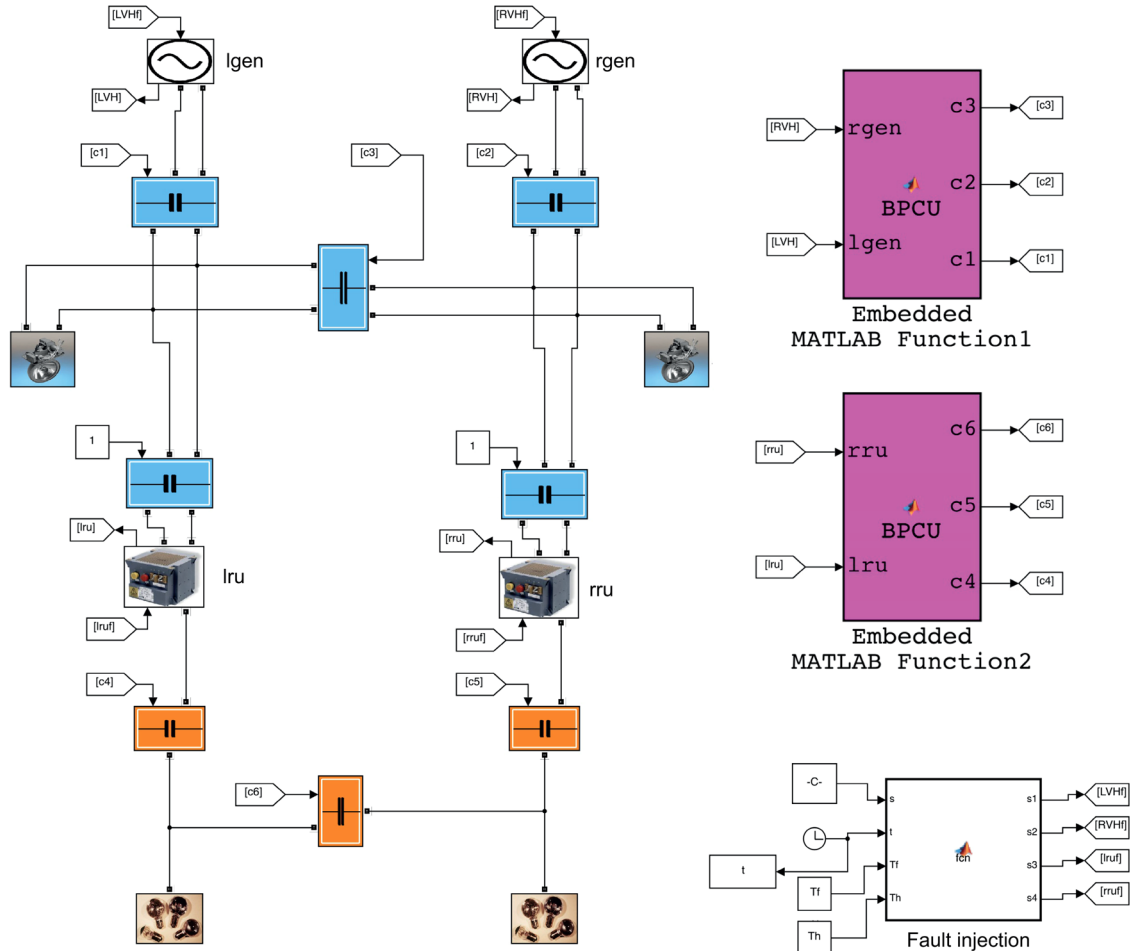 [LVHf]
[RVHf]
lgen
rgen
[LVH]
[RVH]
[c1]
[c3]
[c2]
[RVH]
rgen
c3
[c3]
c2
[c2]
BPCU
[LVH]
lgen
c1
[c1]
Embedded
MATLAB Function1
1
1
[lru]
[rru]
lru
rru
[lruf]
[rruf]
[c4]
[c5]
[rru]
rru
c6
[c6]
c5
[c5]
BPCU
[lru]
lru
c4
[c4]
Embedded
MATLAB Function2
[c6]
-C-
s
s1
[LVHf]
t
s2
[RVHf]
fcn
t
Tf
Tf
s3
[lruf]
Th
Th
s4
[rruf]
Fault injection